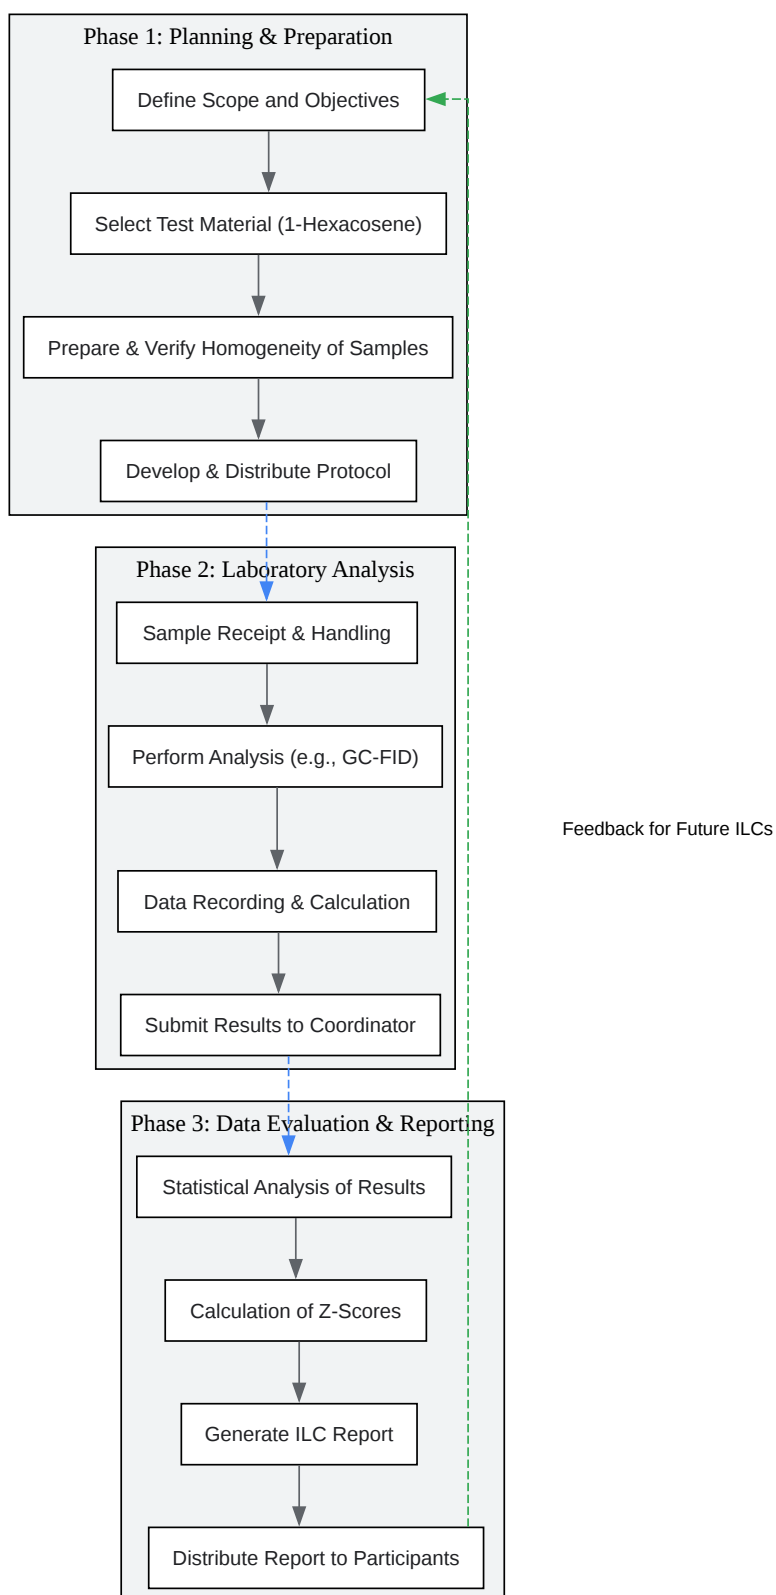 Phase 1: Planning & Preparation
Define Scope and Objectives
Select Test Material (1-Hexacosene)
Prepare & Verify Homogeneity of Samples
Develop & Distribute Protocol
Phase 2: Laboratory Analysis
Sample Receipt & Handling
Perform Analysis (e.g., GC-FID)
Feedback for Future ILCs
Data Recording & Calculation
Submit Results to Coordinator
Phase 3: Data Evaluation & Reporting
Statistical Analysis of Results
Calculation of Z-Scores
Generate ILC Report
Distribute Report to Participants